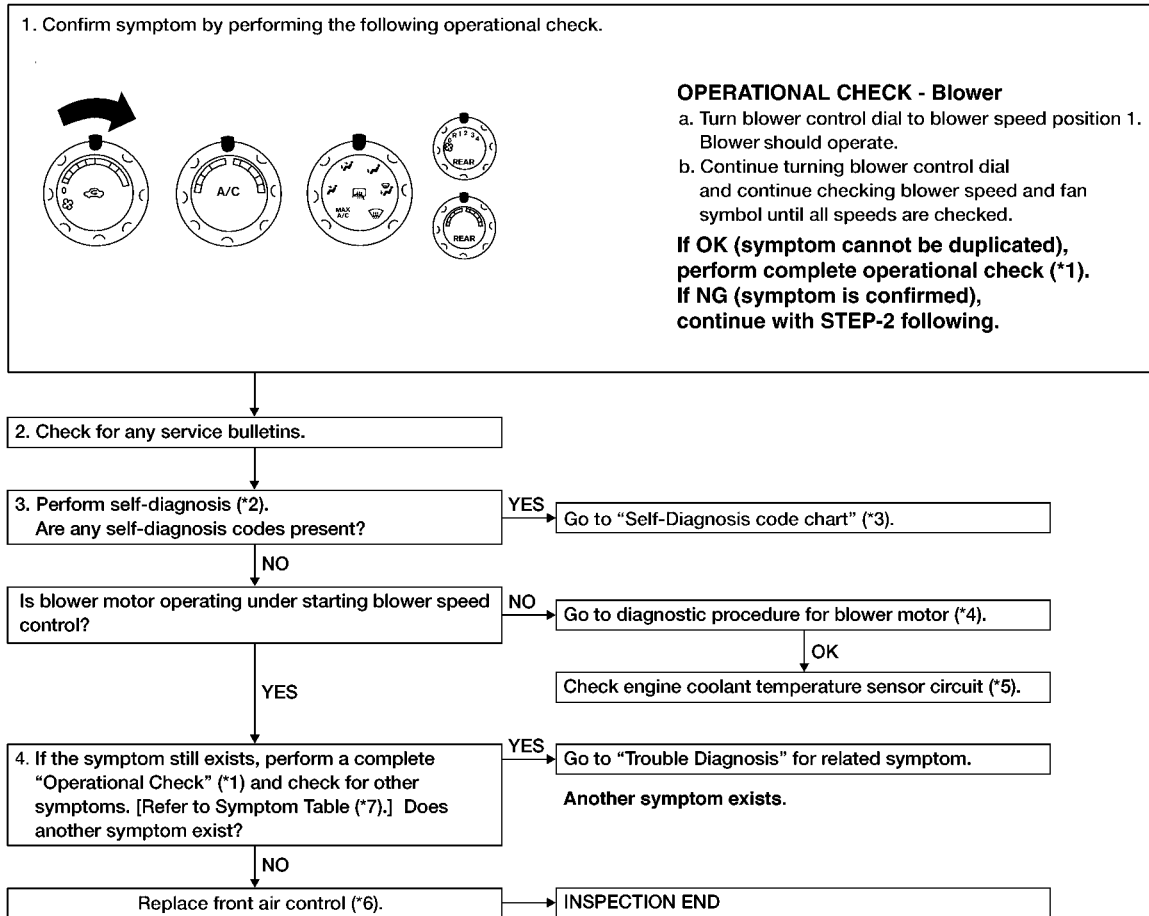 1. Confirm symptom by performing the following operational check.
OPERATIONAL CHECK - Blower
a. Turn blower control dial to blower speed position 1.
Blower should operate.
b. Continue turning blower control dial
and continue checking blower speed and fan
symbol until all speeds are checked.
If OK (symptom cannot be duplicated),
perform complete operational check (*1).
If NG (symptom is confirmed),
continue with STEP-2 following.
0
A/C
MAX
A/C
0 R 1 2 3 4
REAR
REAR
2. Check for any service bulletins.
3. Perform self-diagnosis (*2).
Are any self-diagnosis codes present?
YES
Go to “Self-Diagnosis code chart” (*3).
NO
Is blower motor operating under starting blower speed
control?
NO
Go to diagnostic procedure for blower motor (*4).
OK
Check engine coolant temperature sensor circuit (*5).
YES
4. If the symptom still exists, perform a complete
“Operational Check” (*1) and check for other
symptoms. [Refer to Symptom Table (*7).] Does
another symptom exist?
YES
Go to “Trouble Diagnosis” for related symptom.
Another symptom exists.
NO
Replace front air control (*6).
INSPECTION END